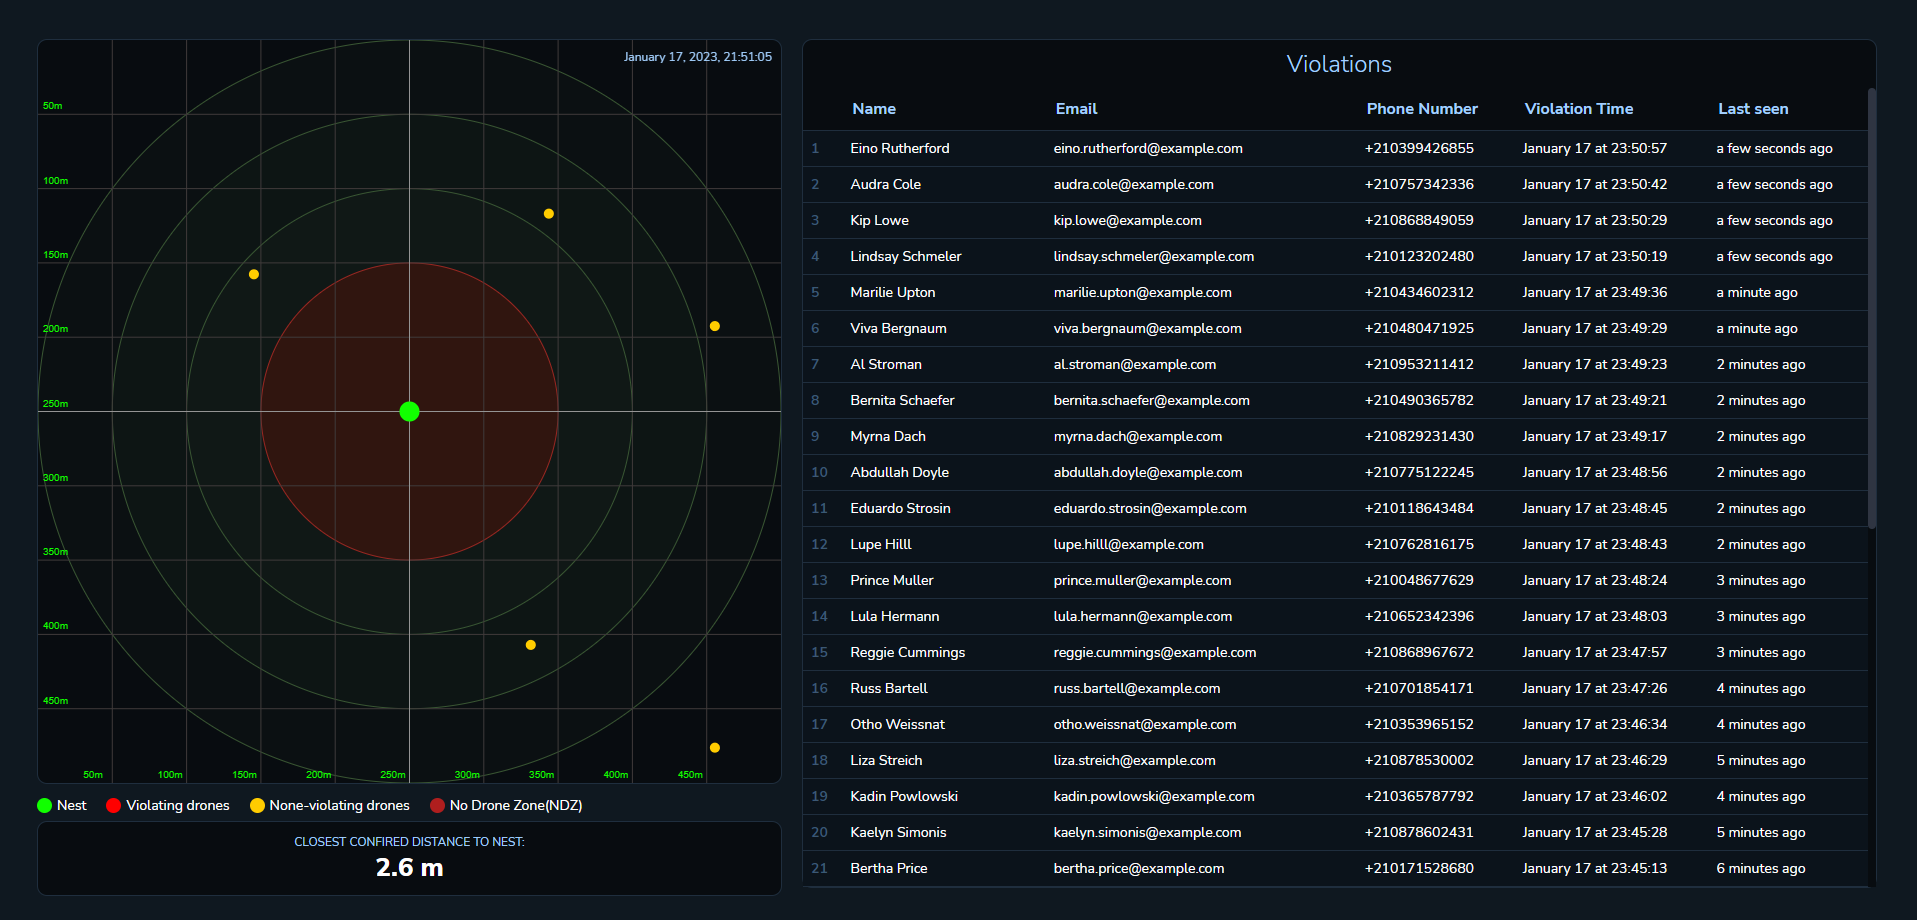 January 17, 2023, 21:51:05
50m
100m
150m
200m
250m
300m
350m
400m
450m
50m 100m 150m 200m 250m 300m 350m 400m 450m
Nest Violating drones None-violating drones No Drone Zone(NDZ)
CLOSEST CONFIRED DISTANCE TO NEST:
2.6 m
Violations
Name Email Phone Number Violation Time Last seen
1 Eino Rutherford eino.rutherford@example.com +210399426855 January 17 at 23:50:57 a few seconds ago
2 Audra Cole audra.cole@example.com +210757342336 January 17 at 23:50:42 a few seconds ago
3 Kip Lowe kip.lowe@example.com +210868849059 January 17 at 23:50:29 a few seconds ago
4 Lindsay Schmeler lindsay.schmeler@example.com +210123202480 January 17 at 23:50:19 a few seconds ago
5 Marilie Upton marilie.upton@example.com +210434602312 January 17 at 23:49:36 a minute ago
6 Viva Bergnaum viva.bergnaum@example.com +210480471925 January 17 at 23:49:29 a minute ago
7 Al Stroman al.stroman@example.com +210953211412 January 17 at 23:49:23 2 minutes ago
8 Bernita Schaefer bernita.schaefer@example.com +210490365782 January 17 at 23:49:21 2 minutes ago
9 Myrna Dach myrna.dach@example.com +210829231430 January 17 at 23:49:17 2 minutes ago
10 Abdullah Doyle abdullah.doyle@example.com +210775122245 January 17 at 23:48:56 2 minutes ago
11 Eduardo Strosin eduardo.strosin@example.com +210118643484 January 17 at 23:48:45 2 minutes ago
12 Lupe Hilll lupe.hilll@example.com +210762816175 January 17 at 23:48:43 2 minutes ago
13 Prince Muller prince.muller@example.com +210048677629 January 17 at 23:48:24 3 minutes ago
14 Lula Hermann lula.hermann@example.com +210652342396 January 17 at 23:48:03 3 minutes ago
15 Reggie Cummings reggie.cummings@example.com +210868967672 January 17 at 23:47:57 3 minutes ago
16 Russ Bartell russ.bartell@example.com +210701854171 January 17 at 23:47:26 4 minutes ago
17 Otho Weissnat otho.weissnat@example.com +210353965152 January 17 at 23:46:34 4 minutes ago
18 Liza Streich liza.streich@example.com +210878530002 January 17 at 23:46:29 5 minutes ago
19 Kadin Powlowski kadin.powlowski@example.com +210365787792 January 17 at 23:46:02 4 minutes ago
20 Kaelyn Simonis kaelyn.simonis@example.com +210878602431 January 17 at 23:45:28 5 minutes ago
21 Bertha Price bertha.price@example.com +210171528680 January 17 at 23:45:13 6 minutes ago